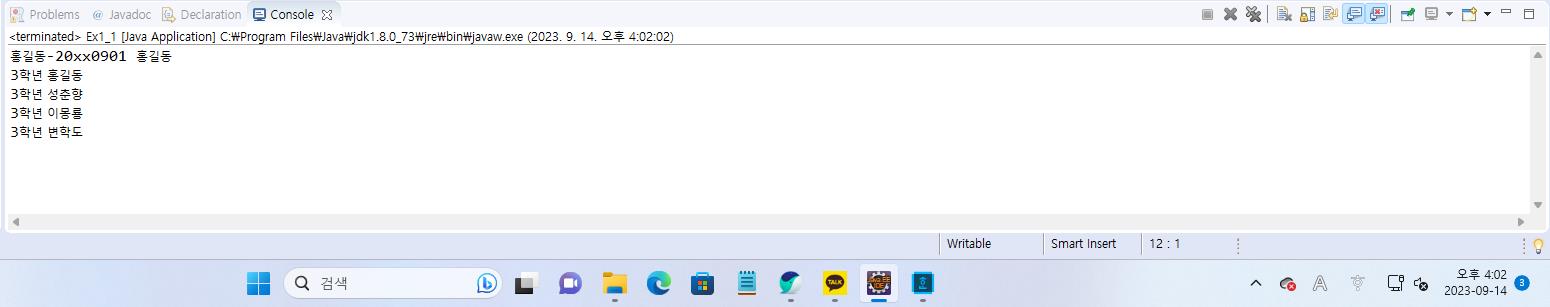 Problems @ Javadoc Declaration Console
<terminated> Ex1_1 [Java Application] C:₩Program Files₩Java₩jdk1.8.0_73₩jre₩bin₩javaw.exe (2023. 9. 14. 오후 4:02:02)
홍길동-20xx0901 홍길동
3학년 홍길동
3학년 성춘향
3학년 이몽룡
3학년 변학도
Writable Smart Insert 12 : 1
검색
TALK
Java EE IDE
A
오후 4:02
2023-09-14
3